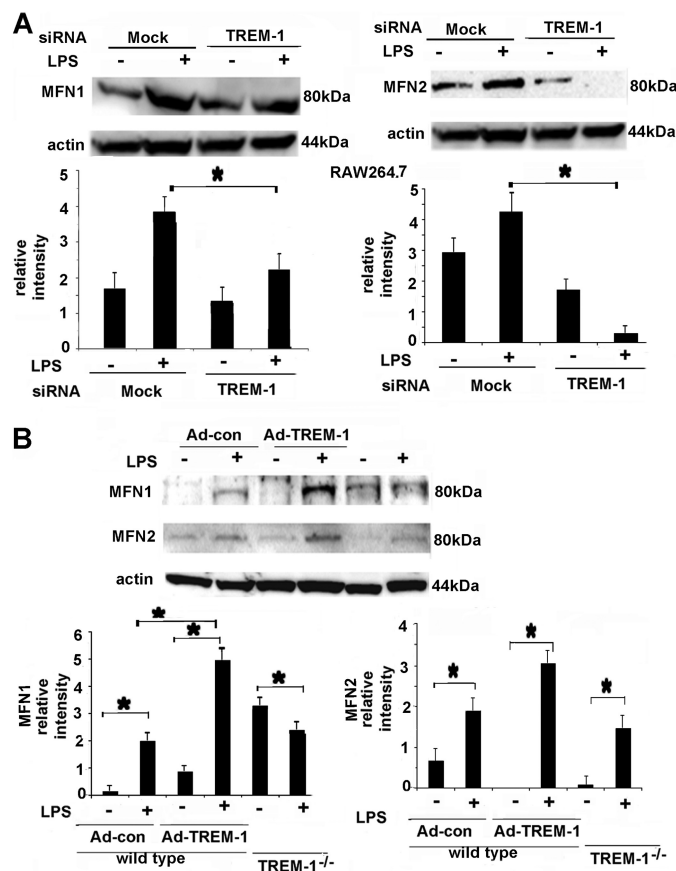 A
siRNA Mock TREM-1
LPS - + - +
MFN1 80kDa
actin 44kDa
siRNA Mock TREM-1
LPS - + - +
MFN2 80kDa
actin 44kDa
RAW264.7
*
relative intensity
5
4
3
2
1
0
LPS - + - +
siRNA Mock TREM-1
*
relative intensity
5
4
3
2
1
0
LPS - + - +
siRNA Mock TREM-1
B
Ad-con Ad-TREM-1
LPS - + - + - +
MFN1 80kDa
MFN2 80kDa
actin 44kDa
* * * *
MFN1
relative
intensity
6
5
4
3
2
1
0
LPS - + - + - +
Ad-con Ad-TREM-1
wild type TREM-1-/-
* * *
MFN2
relative
intensity
4
3
2
1
0
LPS - + - + - +
Ad-con Ad-TREM-1
wild type TREM-1-/-